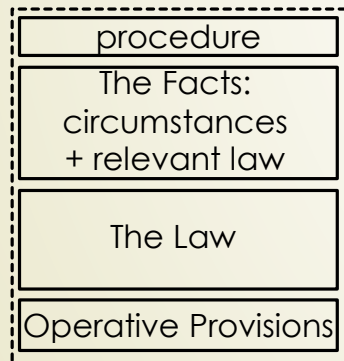 procedure
The Facts:
circumstances
+ relevant law
The Law
Operative Provisions